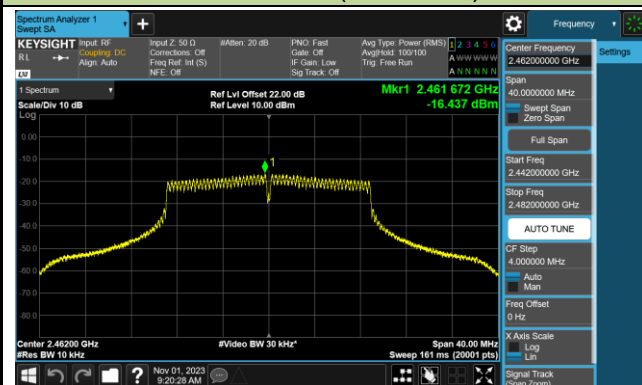 Spectrum Analyzer 1
Swept SA
+
Frequency
KEYSIGHT
Input: RF
Input Z: 50 Ω
#Atten: 20 dB
PNO: Fast
Avg Type: Power (RMS)
1 2 3 4 5 6
RL
Coupling: DC
Corrections: Off
Gate: Off
Avg|Hold: 100/100
A W W W W W
Align: Auto
Freq Ref: Int (S)
IF Gain: Low
Trig: Free Run
NFE: Off
Sig Track: Off
A N N N N N
LXI
Center Frequency
2.462000000 GHz
Settings
Span
40.0000000 MHz
Swept Span
Zero Span
Full Span
Start Freq
2.442000000 GHz
Stop Freq
2.482000000 GHz
AUTO TUNE
CF Step
4.000000 MHz
Auto
Man
Freq Offset
0 Hz
X Axis Scale
Log
Lin
Signal Track
(Span Zoom)
1 Spectrum
Ref Lvl Offset 22.00 dB
Mkr1 2.461 672 GHz
Scale/Div 10 dB
Ref Level 10.00 dBm
-16.437 dBm
Log
0.00
-10.0
1
-20.0
-30.0
-40.0
-50.0
-60.0
-70.0
-80.0
Center 2.46200 GHz
#Video BW 30 kHz*
Span 40.00 MHz
#Res BW 10 kHz
Sweep 161 ms (20001 pts)
?
Nov 01, 2023
9:20:28 AM